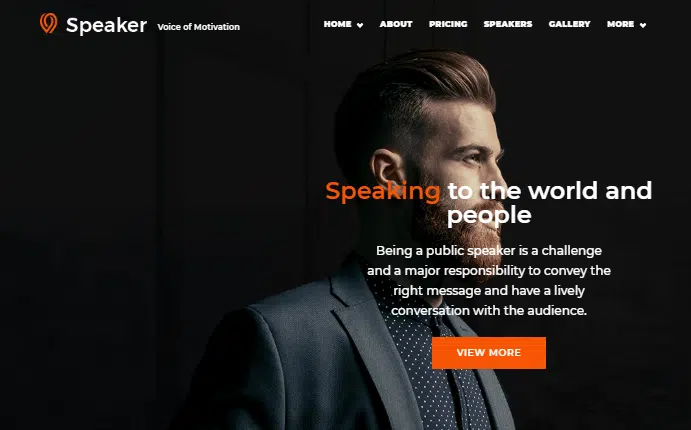 Speaker Voice of Motivation
HOME ABOUT PRICING SPEAKERS GALLERY MORE
Speaking to the world and
people
Being a public speaker is a challenge
and a major responsibility to convey the
right message and have a lively
conversation with the audience.
VIEW MORE